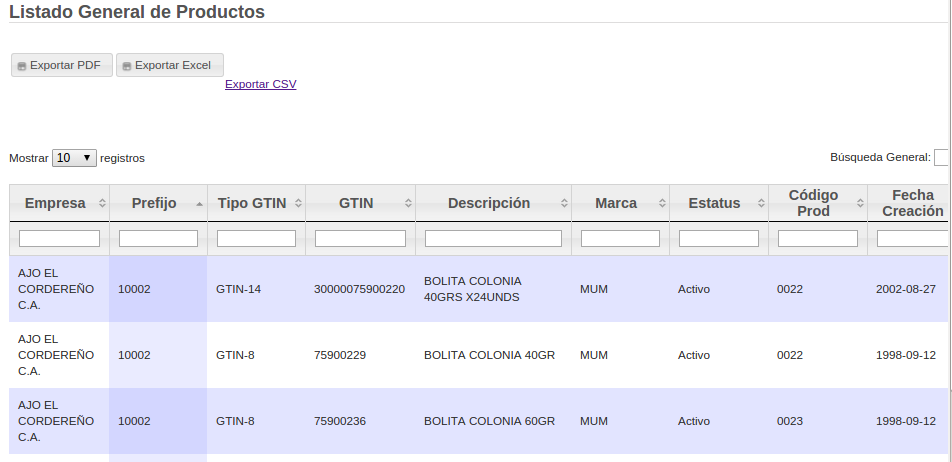 Listado General de Productos
Exportar PDF Exportar Excel
Exportar CSV
Mostrar 10 registros Búsqueda General:
Empresa Prefijo Tipo GTIN GTIN Descripción Marca Estatus Código Prod Fecha Creación
AJO EL CORDEREÑO C.A. 10002 GTIN-14 30000075900220 BOLITA COLONIA 40GRS X24UNDS MUM Activo 0022 2002-08-27
AJO EL CORDEREÑO C.A. 10002 GTIN-8 75900229 BOLITA COLONIA 40GR MUM Activo 0022 1998-09-12
AJO EL CORDEREÑO C.A. 10002 GTIN-8 75900236 BOLITA COLONIA 60GR MUM Activo 0023 1998-09-12